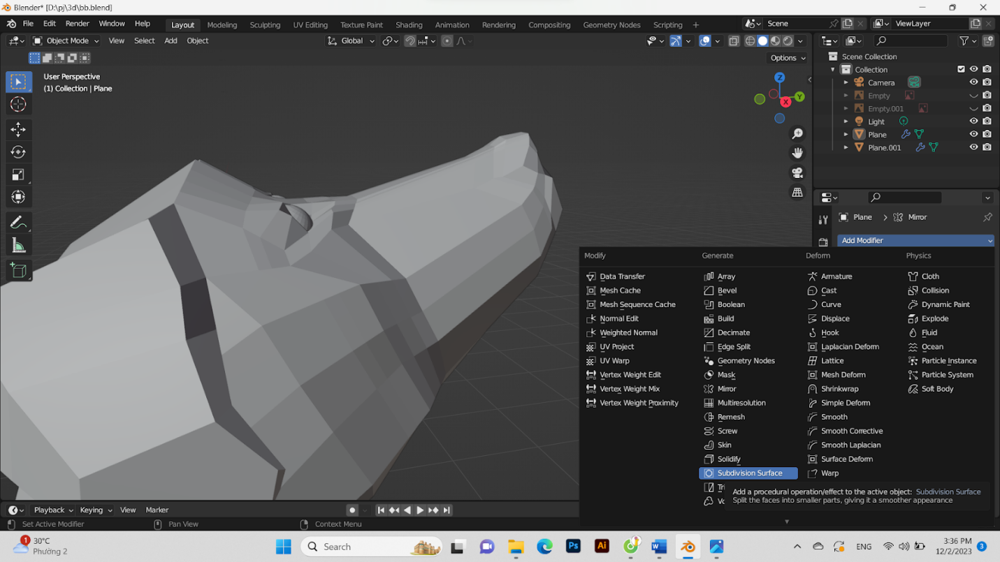 Blender* [D:\pj\3d\bb.blend]
File Edit Render Window Help Layout Modeling Sculpting UV Editing Texture Paint Shading Animation Rendering Compositing Geometry Nodes Scripting + Scene ViewLayer
Object Mode View Select Add Object Global
Options
User Perspective
(1) Collection | Plane
Z
Y
X
Scene Collection
Collection
Camera
Empty
Empty.001
Light
Plane
Plane.001
Plane > Mirror
Add Modifier
Modify Generate Deform Physics
Data Transfer Array Armature Cloth
Mesh Cache Bevel Cast Collision
Mesh Sequence Cache Boolean Curve Dynamic Paint
Normal Edit Build Displace Explode
Weighted Normal Decimate Hook Fluid
UV Project Edge Split Laplacian Deform Ocean
UV Warp Geometry Nodes Lattice Particle Instance
Vertex Weight Edit Mask Mesh Deform Particle System
Vertex Weight Mix Mirror Shrinkwrap Soft Body
Vertex Weight Proximity Multiresolution Simple Deform
Remesh Smooth
Screw Smooth Corrective
Skin Smooth Laplacian
Solidify Surface Deform
Subdivision Surface Warp
Add a procedural operation/effect to the active object: Subdivision Surface
Split the faces into smaller parts, giving it a smoother appearance
Playback Keying View Marker
Set Active Modifier Pan View Context Menu
1 30°C
Phường 2
Search
Ps
Ai
W
ENG
3:36 PM
12/2/2023
3